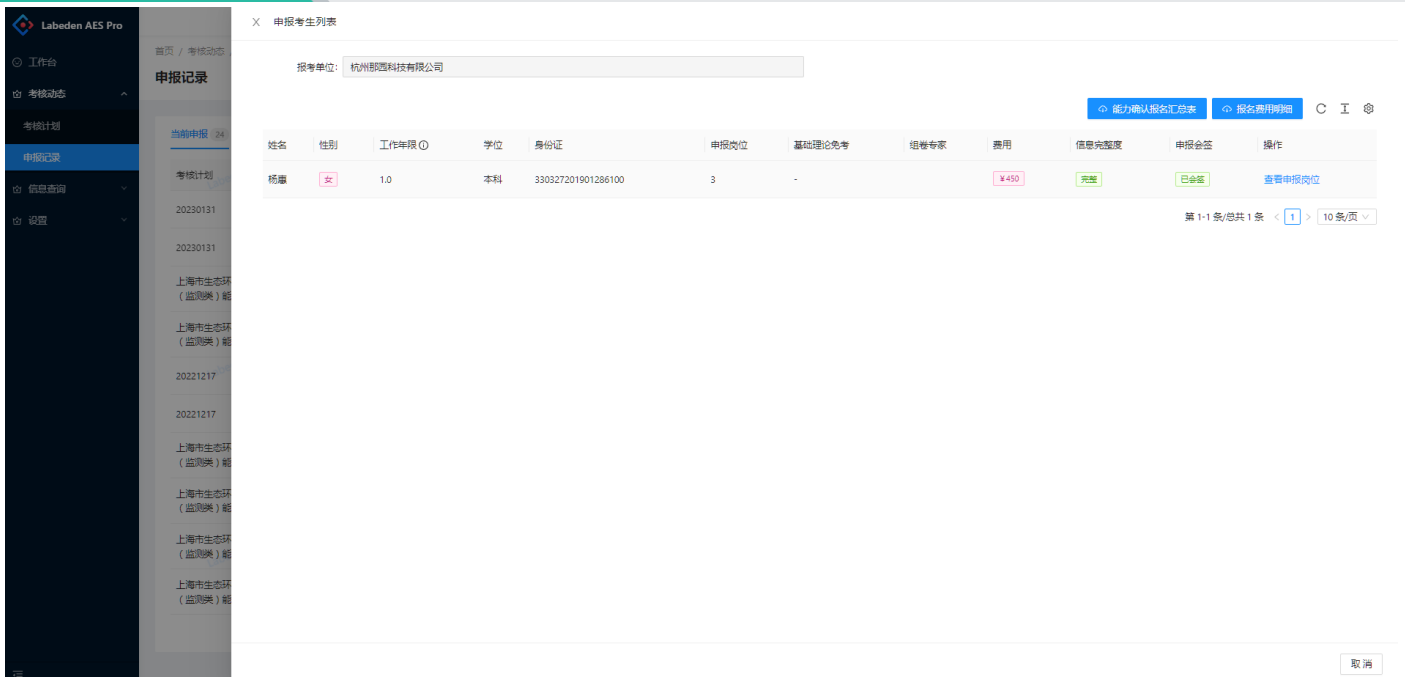 Labeden AES Pro
工作台
考核动态
考核计划
申报记录
信息查询
设置
首页 / 考核动态 /
申报记录
当前申报 24
考核计划
20230131
20230131
上海市生态环
（监测类）能
上海市生态环
（监测类）能
20221217
20221217
上海市生态环
（监测类）能
上海市生态环
（监测类）能
上海市生态环
（监测类）能
上海市生态环
（监测类）能
申报考生列表
报考单位: 杭州那西科技有限公司
能力确认报名汇总表 报名费用明细
姓名 性别 工作年限 学位 身份证 申报岗位 基础理论免考 组卷专家 费用 信息完整度 申报会签 操作
杨惠 女 1.0 本科 330327201901286100 3 - ¥450 完整 已会签 查看申报岗位
第 1-1 条/总共 1 条 < 1 > 10 条/页
取 消